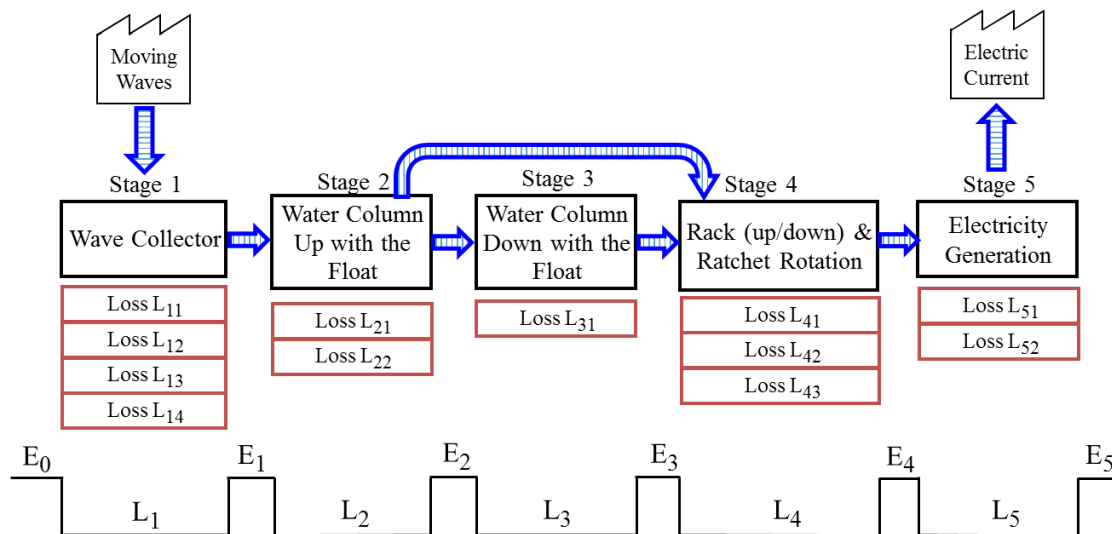 Moving
Waves
Electric
Current
Stage 1
Stage 2
Stage 3
Stage 4
Stage 5
Wave Collector
Water Column
Up with the
Float
Water Column
Down with the
Float
Rack (up/down) &
Ratchet Rotation
Electricity
Generation
Loss L11
Loss L12
Loss L13
Loss L14
Loss L21
Loss L22
Loss L31
Loss L41
Loss L42
Loss L43
Loss L51
Loss L52
E0 E1 E2 E3 E4 E5
L1 L2 L3 L4 L5